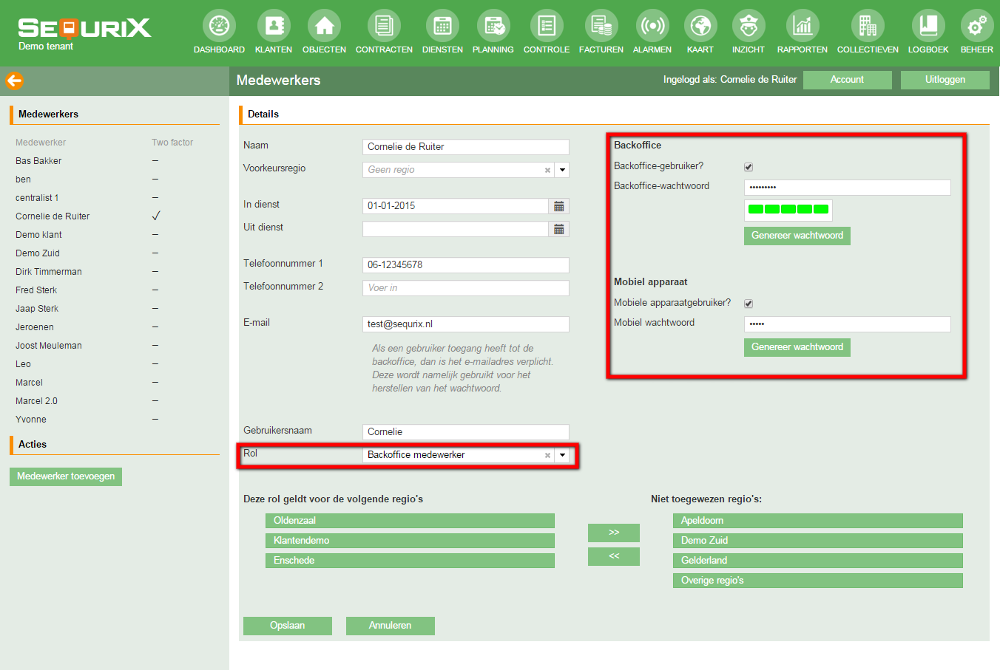 SEQURIX
Demo tenant
DASHBOARD
KLANTEN
OBJECTEN
CONTRACTEN
DIENSTEN
PLANNING
CONTROLE
FACTUREN
ALARMEN
KAART
INZICHT
RAPPORTEN
COLLECTIEVEN
LOGBOEK
BEHEER
Medewerkers
Ingelogd als: Cornelie de Ruiter
Account
Uitloggen
Medewerkers
Medewerker Two factor
Bas Bakker –
ben –
centralist 1 –
Cornelie de Ruiter ✓
Demo klant –
Demo Zuid –
Dirk Timmerman –
Fred Sterk –
Jaap Sterk –
Jeroenen –
Joost Meuleman –
Leo –
Marcel –
Marcel 2.0 –
Yvonne –
Acties
Medewerker toevoegen
Details
Naam Cornelie de Ruiter
Voorkeursregio Geen regio
In dienst 01-01-2015
Uit dienst
Telefoonnummer 1 06-12345678
Telefoonnummer 2 Voer in
E-mail test@sequrix.nl
Als een gebruiker toegang heeft tot de
backoffice, dan is het e-mailadres verplicht.
Deze wordt namelijk gebruikt voor het
herstellen van het wachtwoord.
Gebruikersnaam Cornelie
Rol Backoffice medewerker
Backoffice
Backoffice-gebruiker?
Backoffice-wachtwoord •••••••••
Genereer wachtwoord
Mobiel apparaat
Mobiele apparaatgebruiker?
Mobiel wachtwoord •••••
Genereer wachtwoord
Deze rol geldt voor de volgende regio's
Oldenzaal
Klantendemo
Enschede
>>
<<
Niet toegewezen regio's:
Apeldoorn
Demo Zuid
Gelderland
Overige regio's
Opslaan
Annuleren